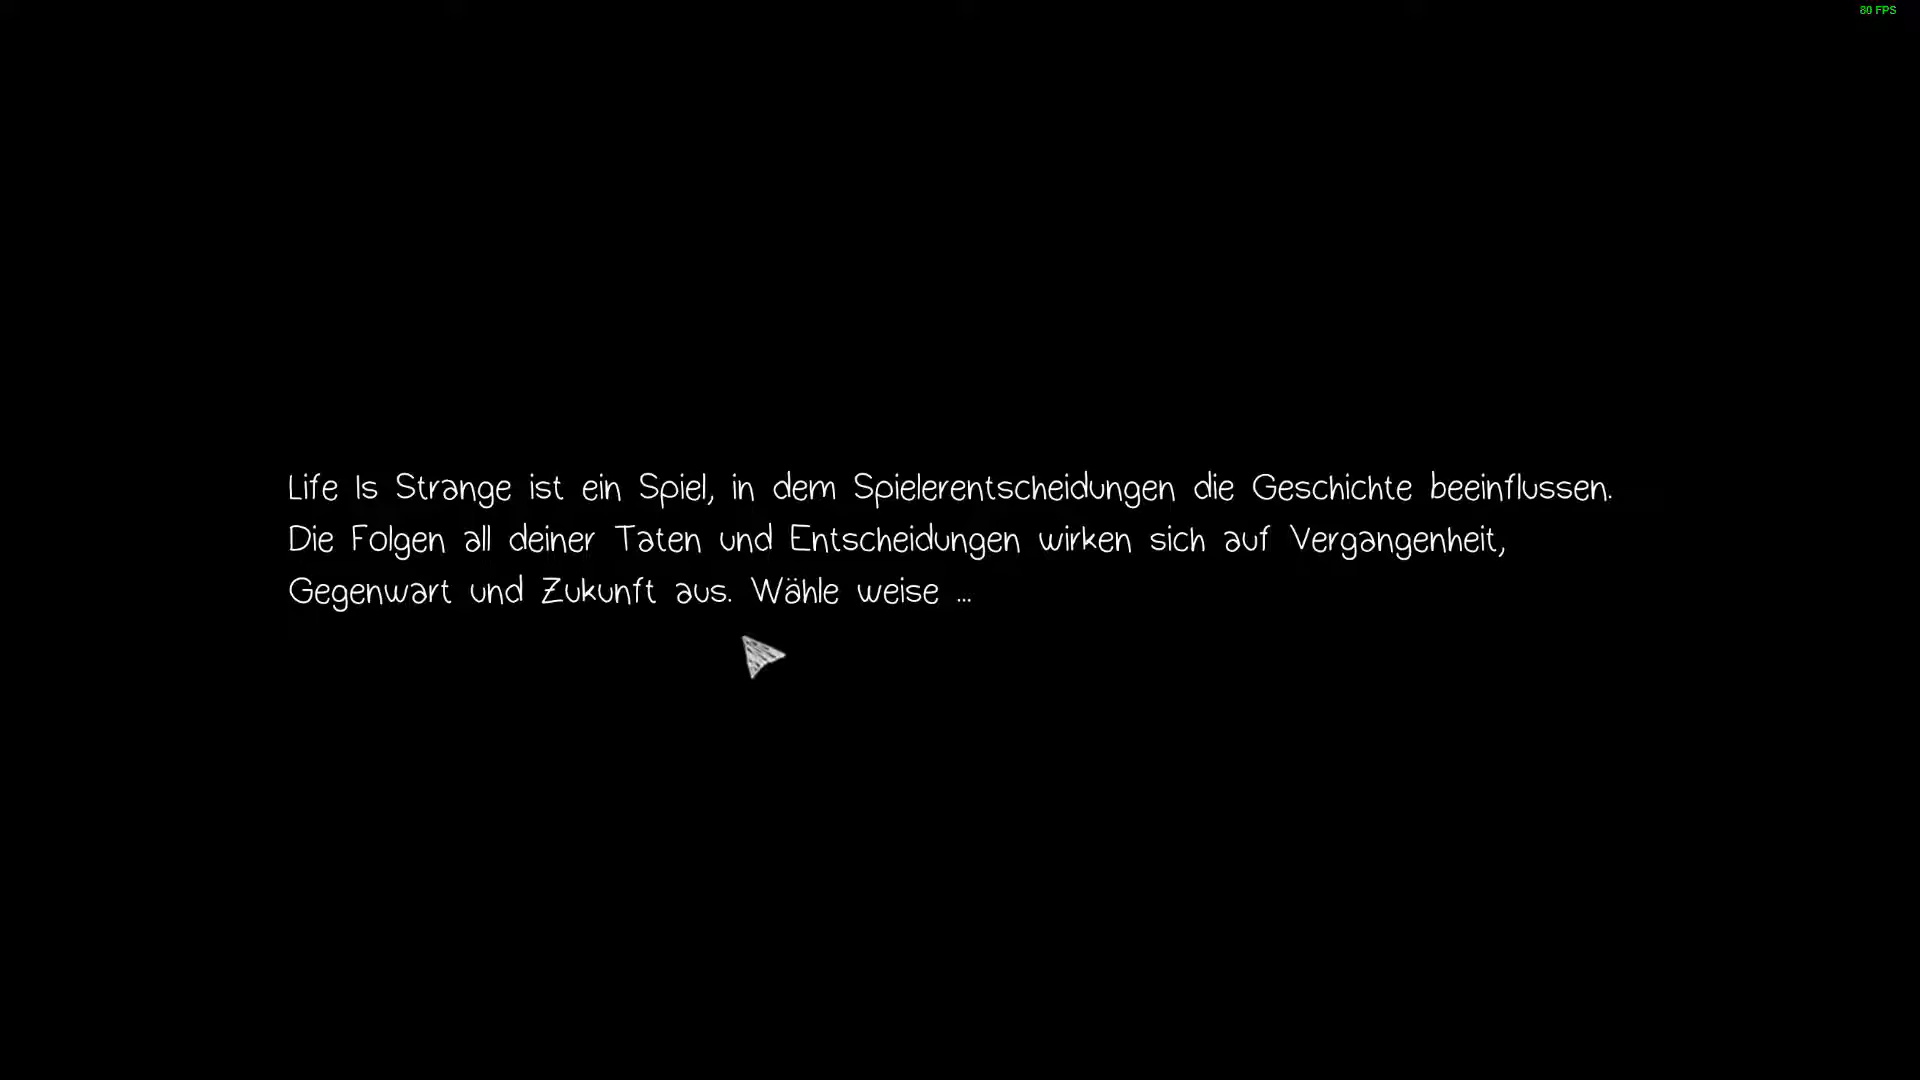 80 FPS
Life Is Strange ist ein Spiel, in dem Spielerentscheidungen die Geschichte beeinflussen.
Die Folgen all deiner Taten und Entscheidungen wirken sich auf Vergangenheit,
Gegenwart und Zukunft aus. Wähle weise ...